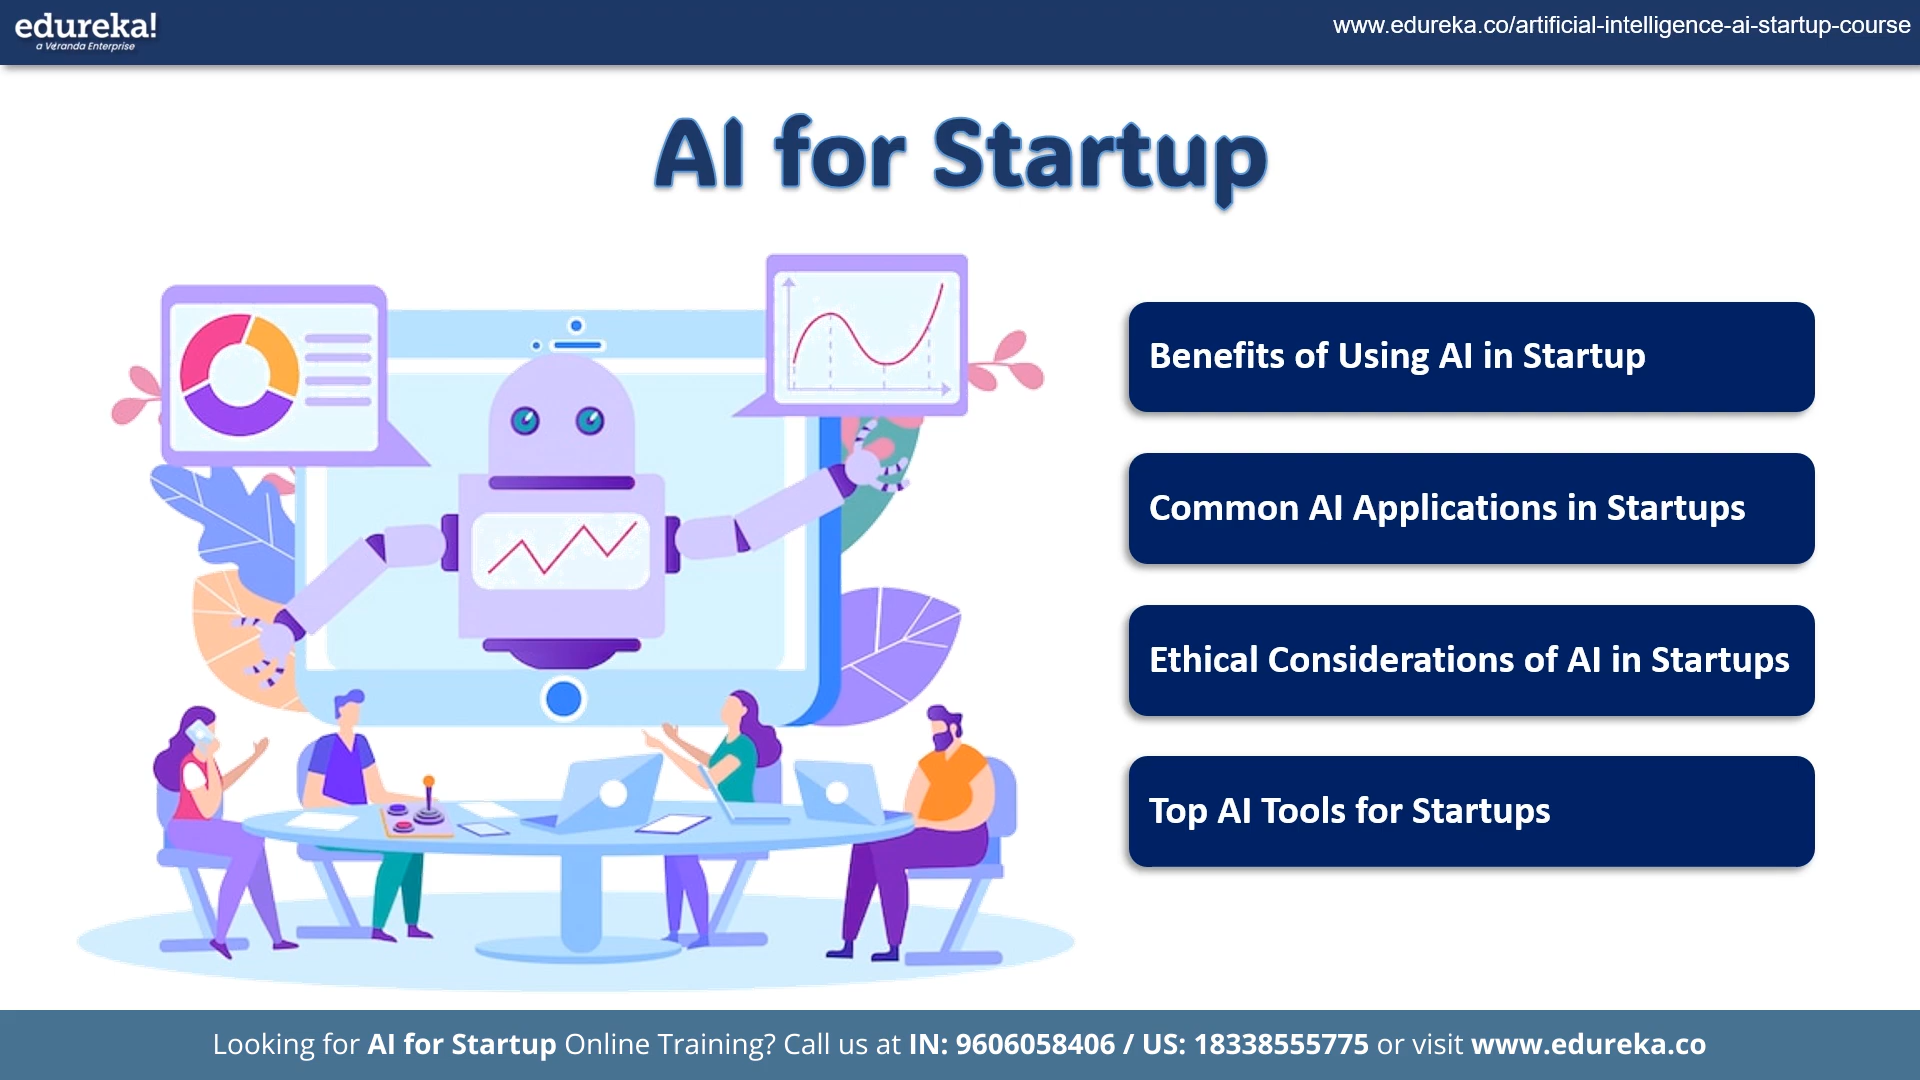 edureka!
a Veranda Enterprise
www.edureka.co/artificial-intelligence-ai-startup-course
AI for Startup
Benefits of Using AI in Startup
Common AI Applications in Startups
Ethical Considerations of AI in Startups
Top AI Tools for Startups
Looking for AI for Startup Online Training? Call us at IN: 9606058406 / US: 18338555775 or visit www.edureka.co